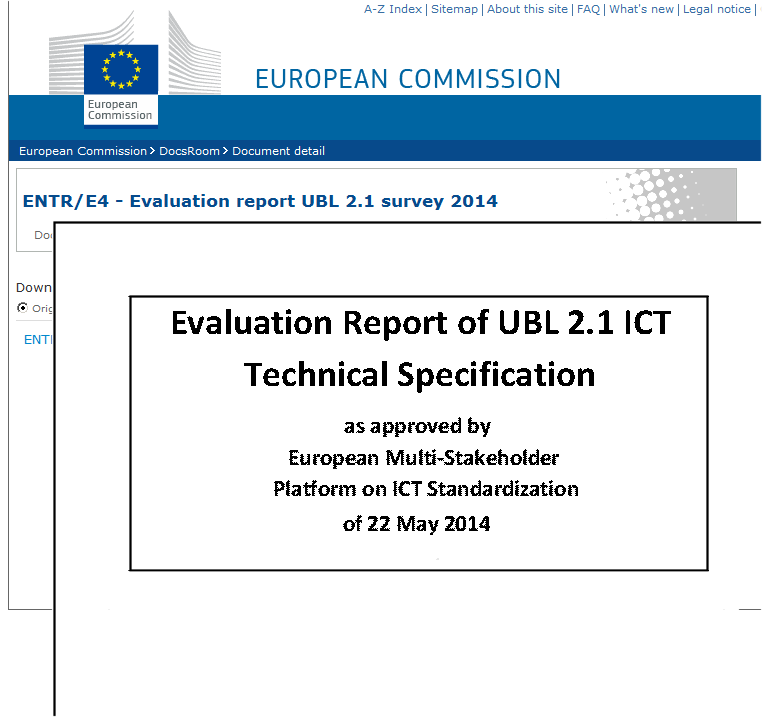 A-Z Index | Sitemap | About this site | FAQ | What's new | Legal notice |
EUROPEAN COMMISSION
European
Commission
European Commission > DocsRoom > Document detail
ENTR/E4 - Evaluation report UBL 2.1 survey 2014
Do
Down
Orig
ENT
Evaluation Report of UBL 2.1 ICT
Technical Specification
as approved by
European Multi-Stakeholder
Platform on ICT Standardization
of 22 May 2014